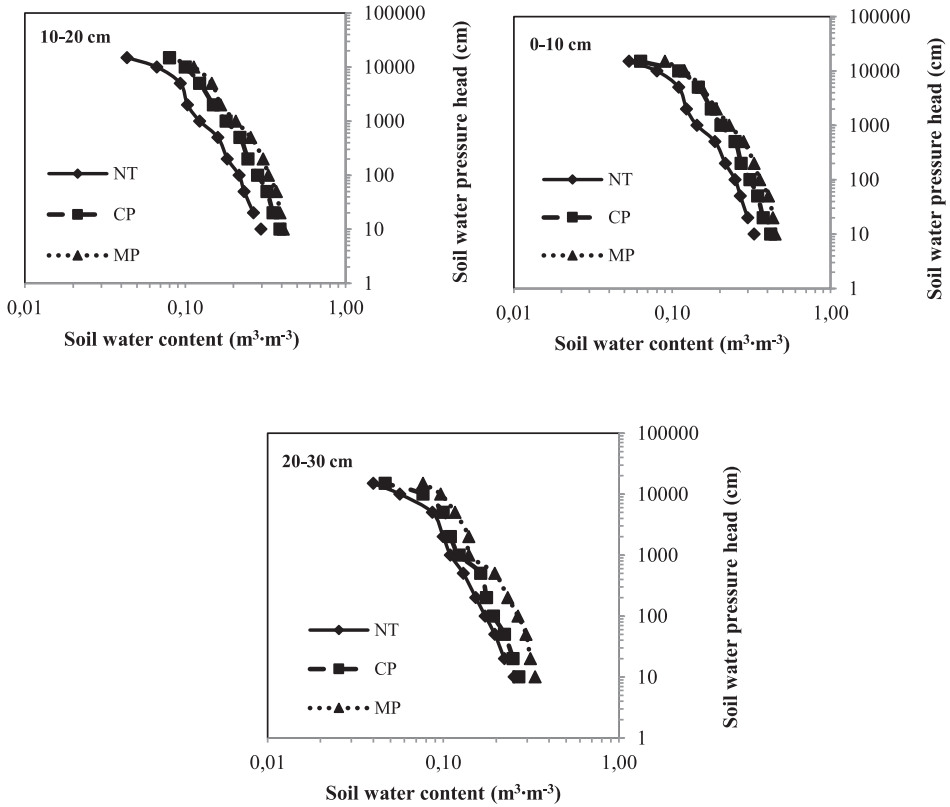 10-20 cm
NT
CP
MP
100000
10000
1000
100
10
1
0,01
0,10
1,00
Soil water content (m³·m⁻³)
Soil water pressure head (cm)
0-10 cm
NT
CP
MP
100000
10000
1000
100
10
1
0,01
0,10
1,00
Soil water content (m³·m⁻³)
Soil water pressure head (cm)
20-30 cm
NT
CP
MP
100000
10000
1000
100
10
1
0,01
0,10
1,00
Soil water content (m³·m⁻³)
Soil water pressure head (cm)